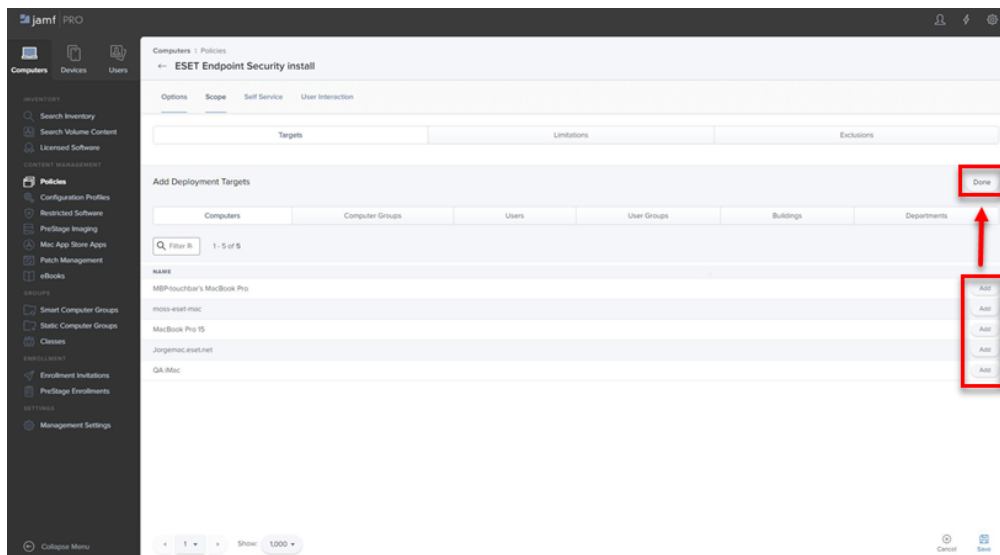 jamf PRO
Computers
Devices
Users
INVENTORY
Search Inventory
Search Volume Content
Licensed Software
CONTENT MANAGEMENT
Policies
Configuration Profiles
Restricted Software
PreStage Imaging
Mac App Store Apps
Patch Management
eBooks
GROUPS
Smart Computer Groups
Static Computer Groups
Classes
ENROLLMENT
Enrollment Invitations
PreStage Enrollments
SETTINGS
Management Settings
Collapse Menu
Computers : Policies
← ESET Endpoint Security install
Options Scope Self Service User Interaction
Targets Limitations Exclusions
Add Deployment Targets Done
Computers Computer Groups Users User Groups Buildings Departments
1 - 5 of 5
NAME
MBP-touchbar's MacBook Pro Add
moss-eset-mac Add
MacBook Pro 15 Add
Jorgemac.eset.net Add
QA iMac Add
1 Show: 1,000
Cancel Save